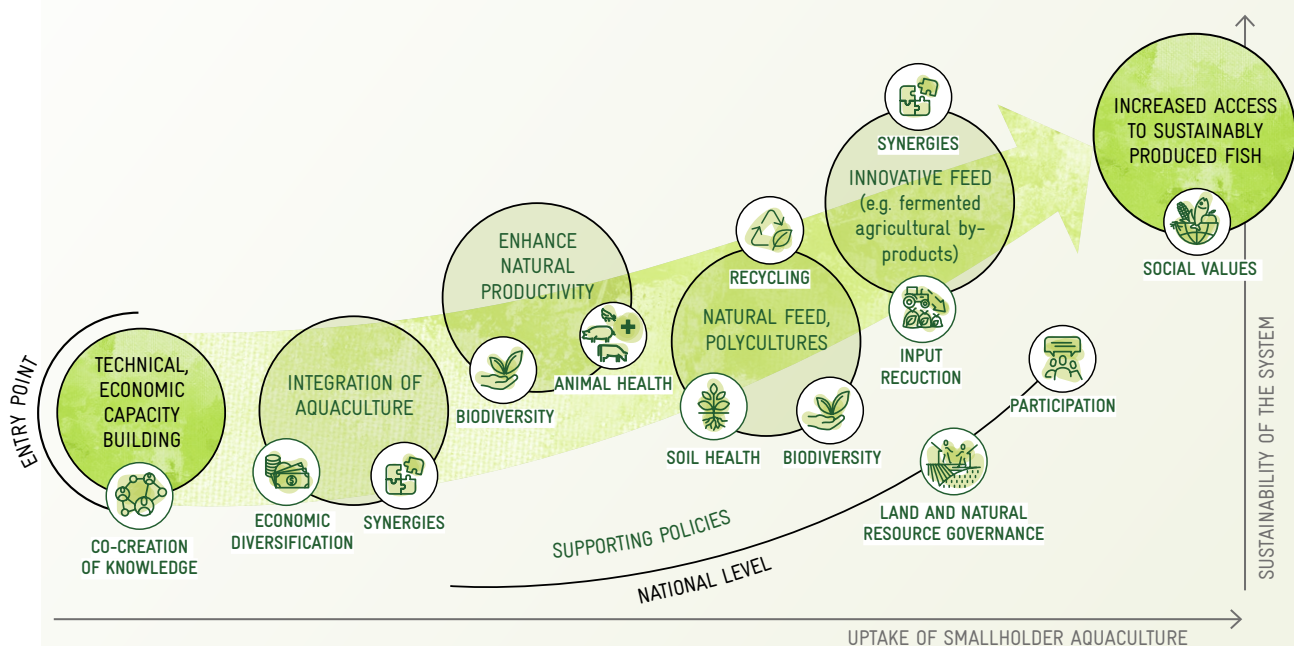 ENTRY POINT
TECHNICAL,
ECONOMIC
CAPACITY
BUILDING
CO-CREATION
OF KNOWLEDGE
INTEGRATION OF
AQUACULTURE
ECONOMIC
DIVERSIFICATION
SYNERGIES
ENHANCE
NATURAL
PRODUCTIVITY
BIODIVERSITY
ANIMAL HEALTH
RECYCLING
NATURAL FEED,
POLYCULTURES
SOIL HEALTH
BIODIVERSITY
SYNERGIES
INNOVATIVE FEED
(e.g. fermented
agricultural by-
products)
INPUT
RECUCTION
INCREASED ACCESS
TO SUSTAINABLY
PRODUCED FISH
SOCIAL VALUES
SUPPORTING POLICIES
NATIONAL LEVEL
LAND AND NATURAL
RESOURCE GOVERNANCE
PARTICIPATION
SUSTAINABILITY OF THE SYSTEM
UPTAKE OF SMALLHOLDER AQUACULTURE